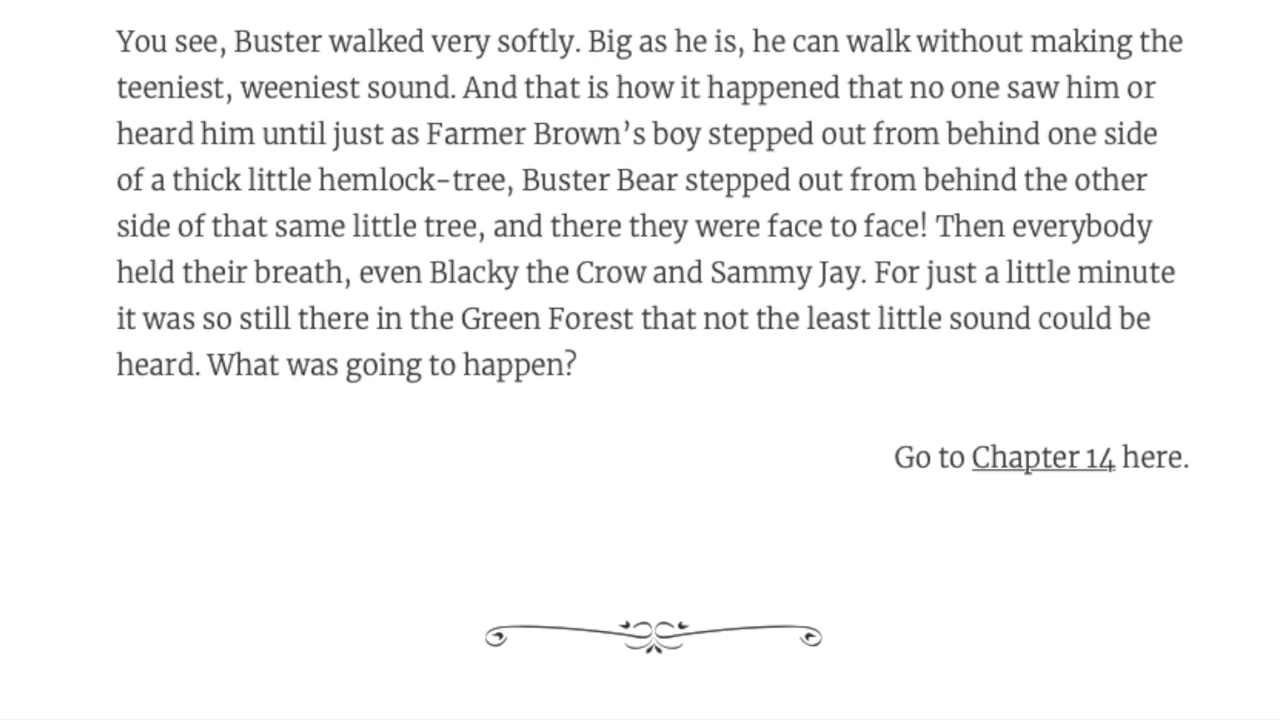 You see, Buster walked very softly. Big as he is, he can walk without making the
teeniest, weeniest sound. And that is how it happened that no one saw him or
heard him until just as Farmer Brown’s boy stepped out from behind one side
of a thick little hemlock-tree, Buster Bear stepped out from behind the other
side of that same little tree, and there they were face to face! Then everybody
held their breath, even Blacky the Crow and Sammy Jay. For just a little minute
it was so still there in the Green Forest that not the least little sound could be
heard. What was going to happen?
Go to Chapter 14 here.